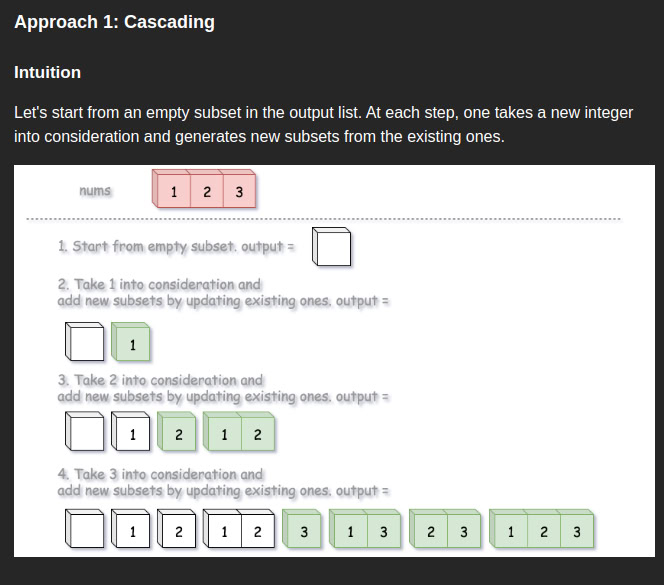 Approach 1: Cascading
Intuition
Let's start from an empty subset in the output list. At each step, one takes a new integer
into consideration and generates new subsets from the existing ones.
nums 1 2 3
1. Start from empty subset. output =
2. Take 1 into consideration and
add new subsets by updating existing ones. output =
1
3. Take 2 into consideration and
add new subsets by updating existing ones. output =
1 2 1 2
4. Take 3 into consideration and
add new subsets by updating existing ones. output =
1 2 1 2 3 1 3 2 3 1 2 3